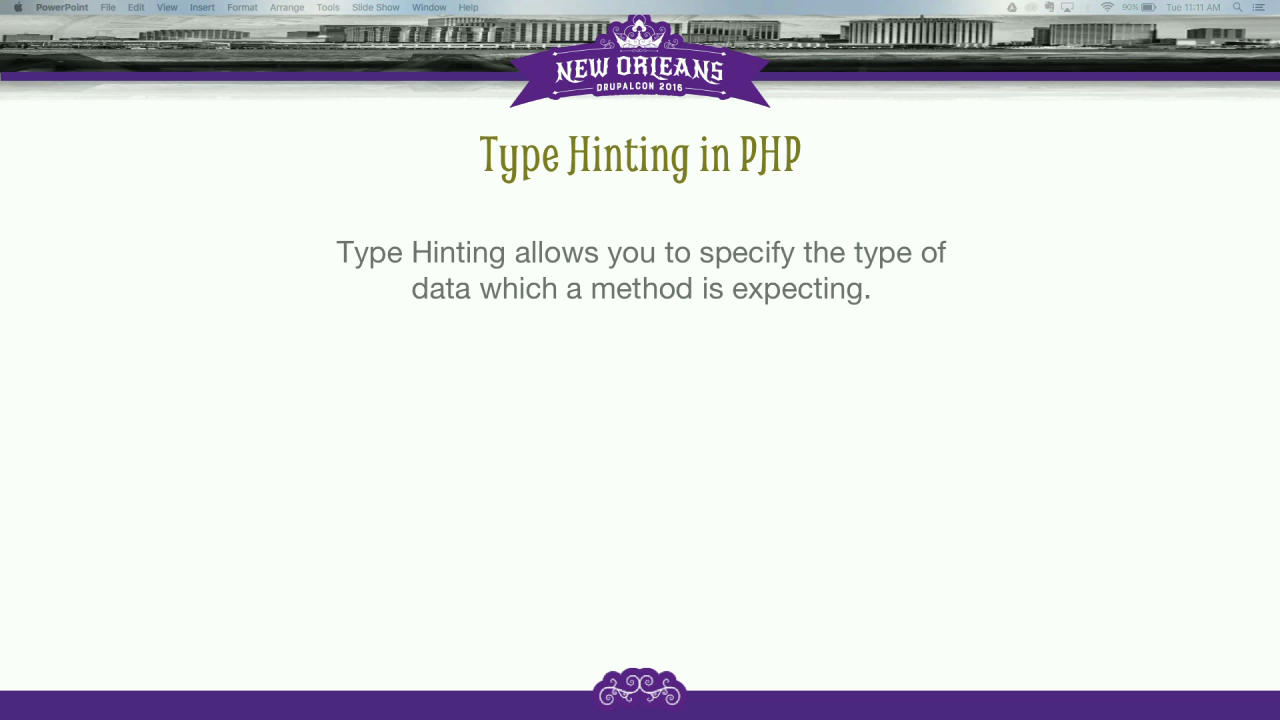 PowerPoint File Edit View Insert Format Arrange Tools Slide Show Window Help 90% Tue 11:11 AM
NEW ORLEANS
DRUPALCON 2016
Type Hinting in PHP
Type Hinting allows you to specify the type of
data which a method is expecting.